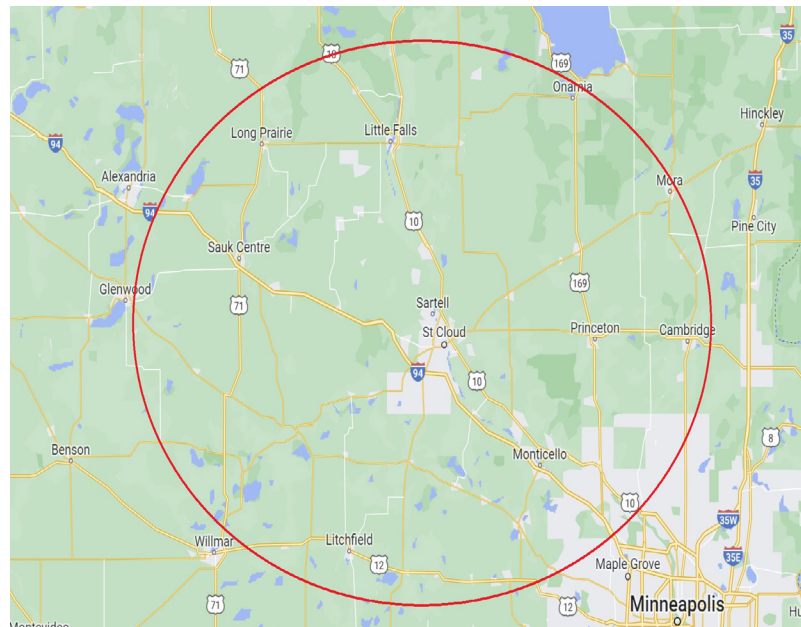 35
10
71
169
Onamia
Hinckley
Little Falls
Long Prairie
94
Alexandria
Mora
35
94
10
Pine City
Sauk Centre
169
Glenwood
71
Sartell
St Cloud
Princeton
Cambridge
94
10
8
Benson
Monticello
10
35W
Willmar
Litchfield
35E
12
Maple Grove
71
12
Minneapolis
Montevideo